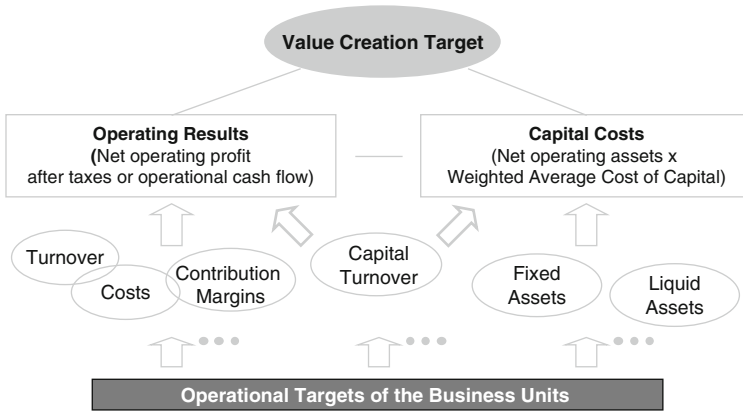 Value Creation Target
Operating Results
(Net operating profit
after taxes or operational cash flow)
Capital Costs
(Net operating assets x
Weighted Average Cost of Capital)
Turnover
Costs
Contribution
Margins
Capital
Turnover
Fixed
Assets
Liquid
Assets
Operational Targets of the Business Units